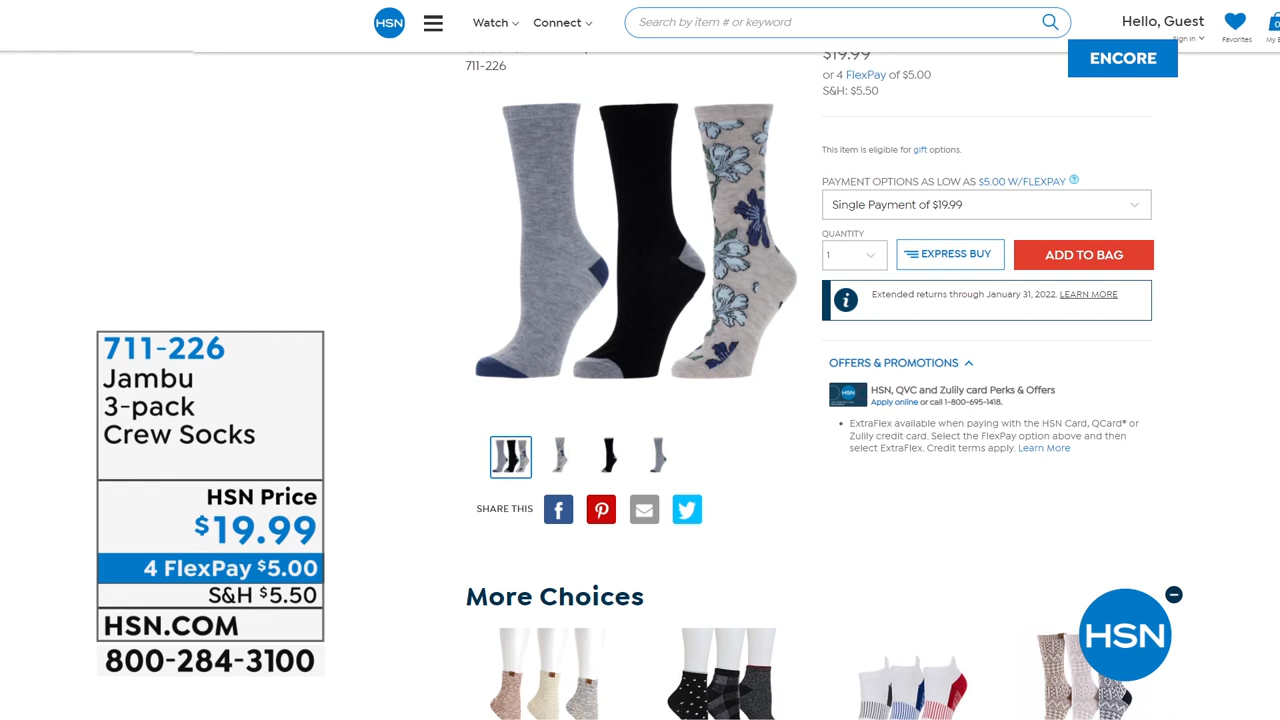 HSN
Watch
Connect
Search by item # or keyword
Hello, Guest
Sign In
Favorites
0
ENCORE
$19.99
711-226
or 4 FlexPay of $5.00
S&H: $5.50
This item is eligible for gift options.
PAYMENT OPTIONS AS LOW AS $5.00 W/FLEXPAY ?
Single Payment of $19.99
QUANTITY
1
EXPRESS BUY
ADD TO BAG
i
Extended returns through January 31, 2022. LEARN MORE
OFFERS & PROMOTIONS
HSN
HSN, QVC and Zulily card Perks & Offers
Apply online or call 1-800-695-1418.
• ExtraFlex available when paying with the HSN Card, QCard® or
Zulily credit card. Select the FlexPay option above and then
select ExtraFlex. Credit terms apply. Learn More
SHARE THIS
711-226
Jambu
3-pack
Crew Socks
HSN Price
$19.99
4 FlexPay $5.00
S&H $5.50
HSN.COM
800-284-3100
More Choices
HSN